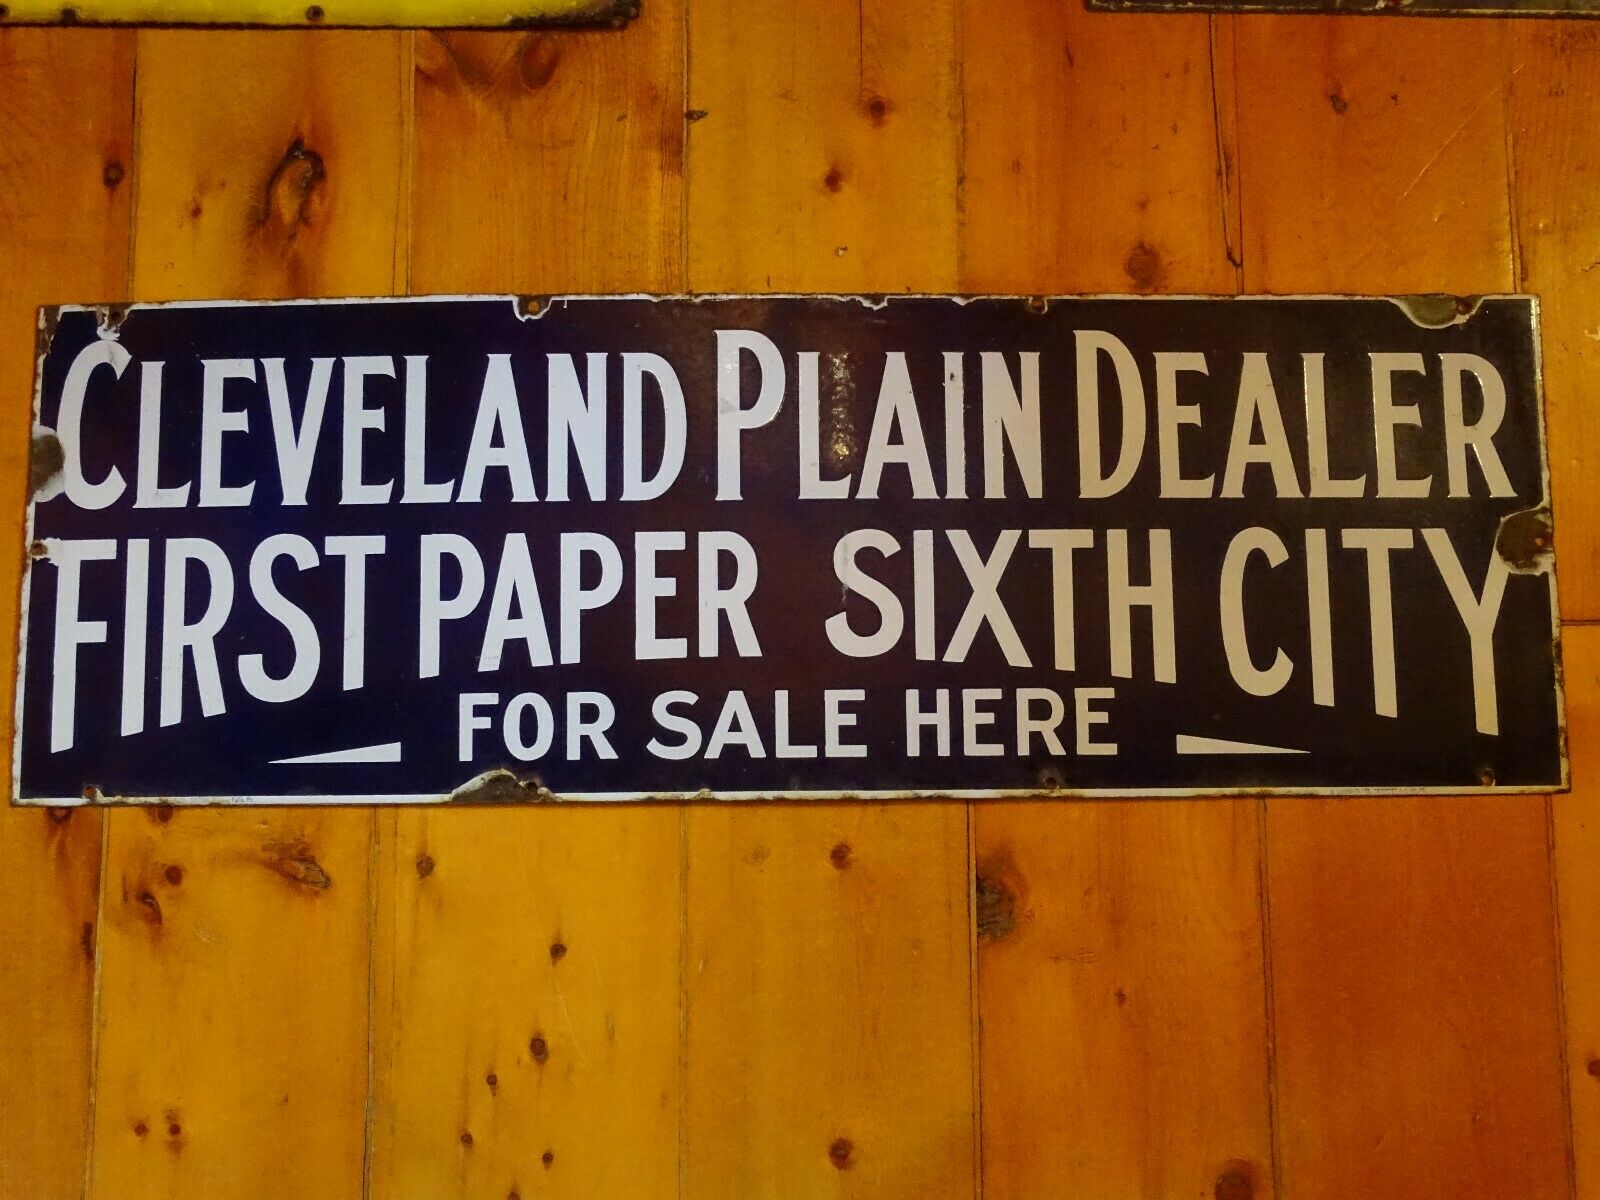 CLEVELAND PLAIN DEALER
FIRST PAPER SIXTH CITY
FOR SALE HERE